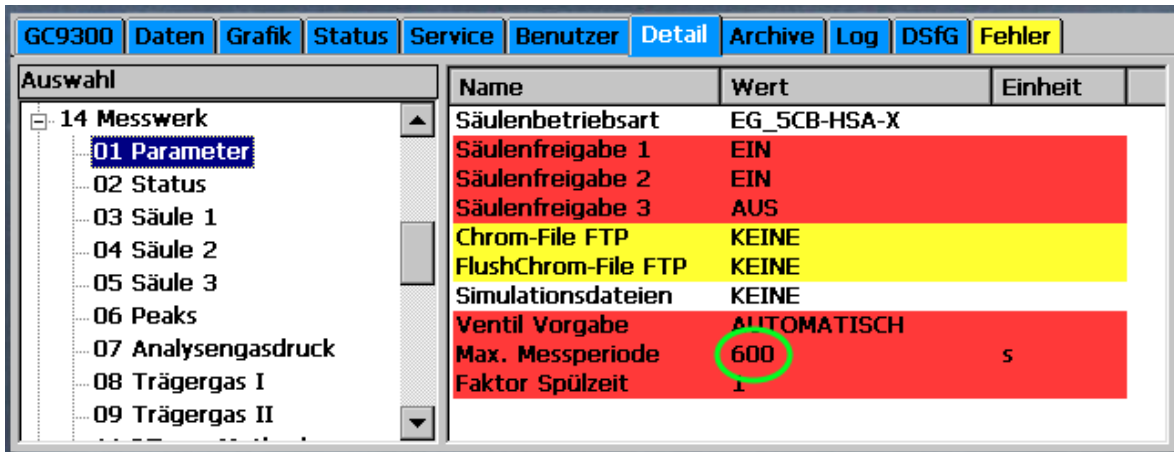 GC9300 Daten Grafik Status Service Benutzer Detail Archive Log DSfG Fehler
Auswahl
14 Messwerk
01 Parameter
02 Status
03 Säule 1
04 Säule 2
05 Säule 3
06 Peaks
07 Analysengasdruck
08 Trägergas I
09 Trägergas II
Name Wert Einheit
Säulenbetriebsart EG_5CB-HSA-X
Säulenfreigabe 1 EIN
Säulenfreigabe 2 EIN
Säulenfreigabe 3 AUS
Chrom-File FTP KEINE
FlushChrom-File FTP KEINE
Simulationsdateien KEINE
Ventil Vorgabe AUTOMATISCH
Max. Messperiode 600 s
Faktor Spülzeit 1